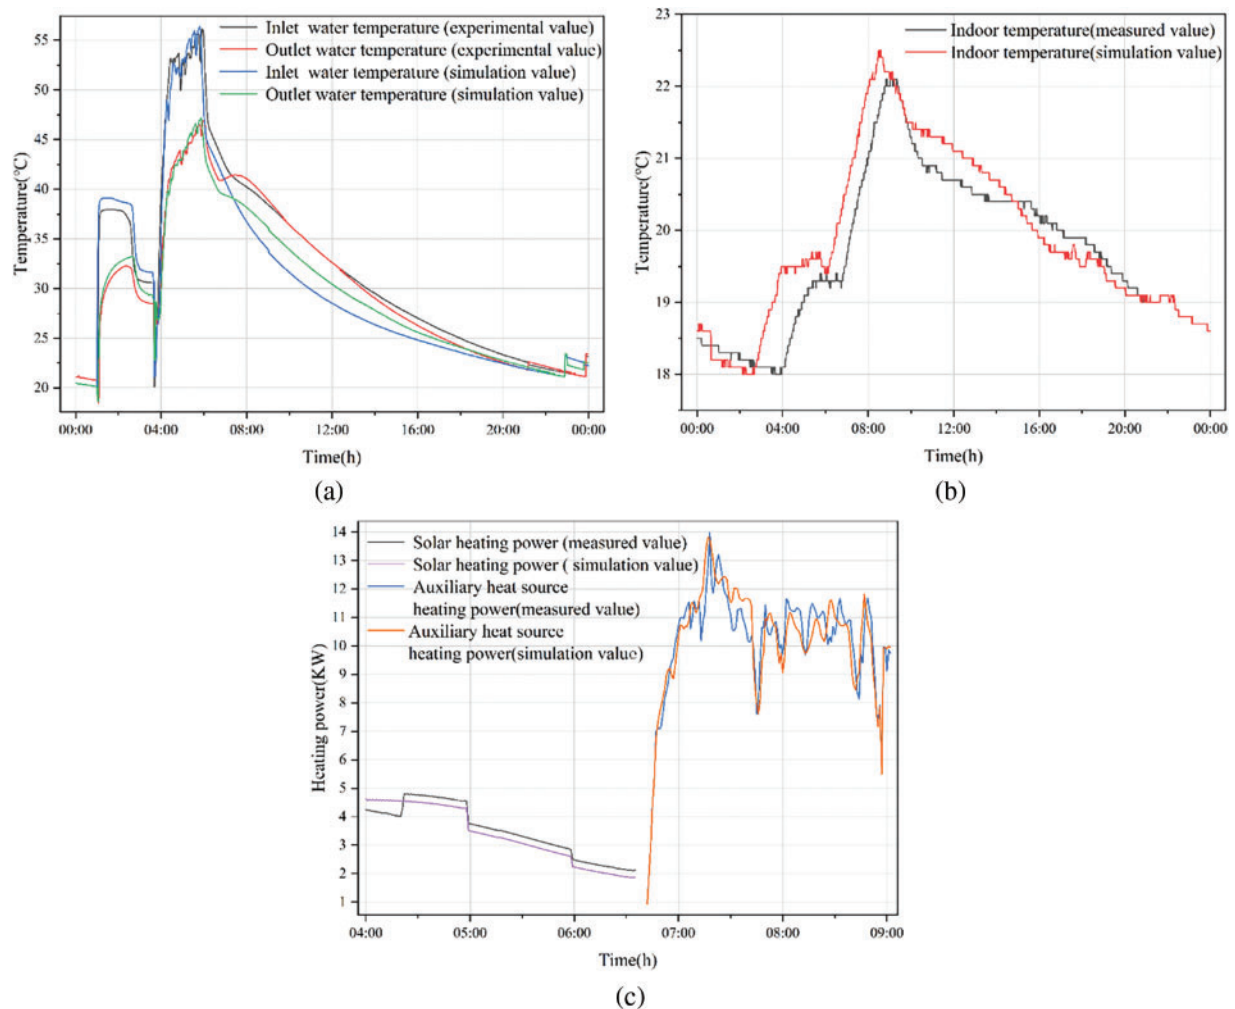 Inlet water temperature (experimental value)
Outlet water temperature (experimental value)
Inlet water temperature (simulation value)
Outlet water temperature (simulation value)
55
50
45
40
35
30
25
20
Temperature(℃)
00:00 04:00 08:00 12:00 16:00 20:00 00:00
Time(h)
(a)
Indoor temperature(measured value)
Indoor temperature(simulation value)
23
22
21
20
19
18
Temperature(℃)
00:00 04:00 08:00 12:00 16:00 20:00 00:00
Time(h)
(b)
Solar heating power (measured value)
Solar heating power ( simulation value)
Auxiliary heat source
heating power(measured value)
Auxiliary heat source
heating power(simulation value)
14
13
12
11
10
9
8
7
6
5
4
3
2
1
Heating power(KW)
04:00 05:00 06:00 07:00 08:00 09:00
Time(h)
(c)